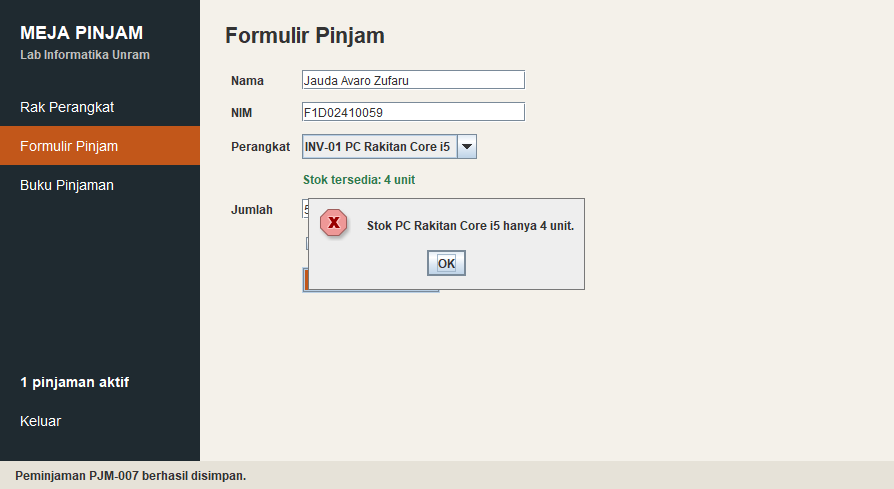 MEJA PINJAM
Lab Informatika Unram
Rak Perangkat
Formulir Pinjam
Buku Pinjaman
1 pinjaman aktif
Keluar
Formulir Pinjam
Nama Jauda Avaro Zufaru
NIM F1D02410059
Perangkat INV-01 PC Rakitan Core i5
Stok tersedia: 4 unit
Jumlah
Stok PC Rakitan Core i5 hanya 4 unit.
OK
Peminjaman PJM-007 berhasil disimpan.